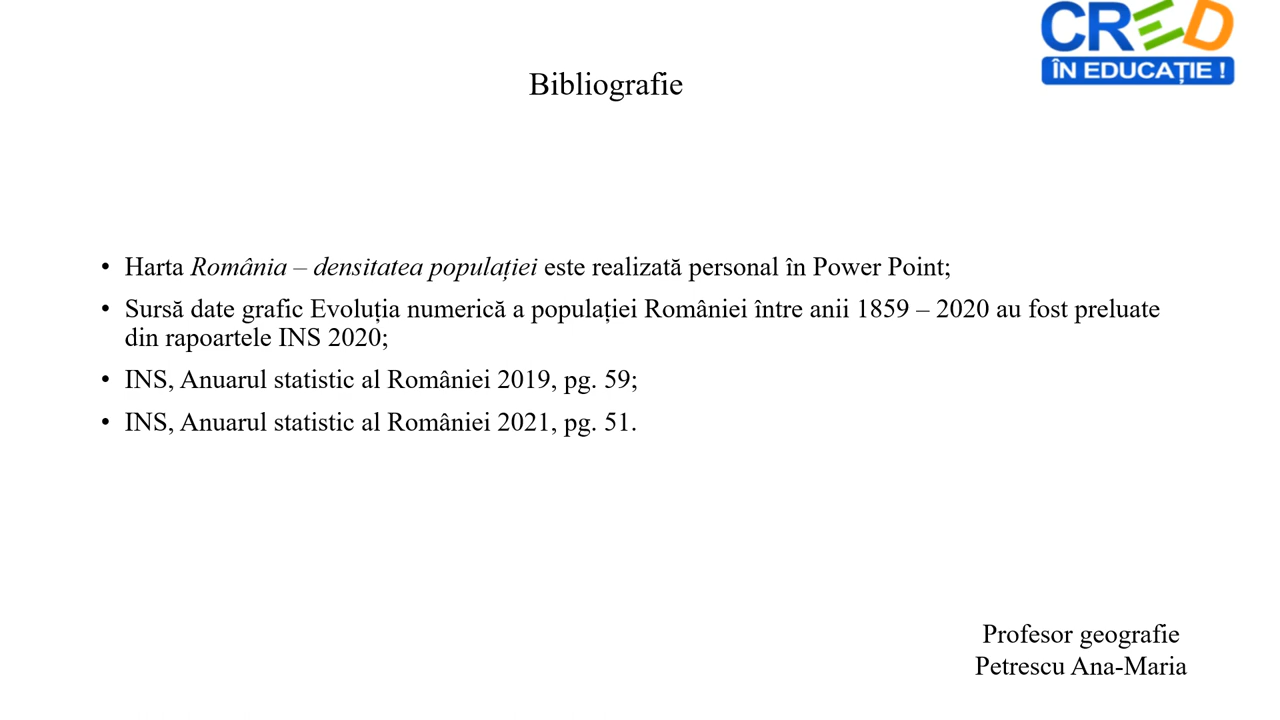 CRED
ÎN EDUCAȚIE !
Bibliografie
• Harta România – densitatea populației este realizată personal în Power Point;
• Sursă date grafic Evoluția numerică a populației României între anii 1859 – 2020 au fost preluate
din rapoartele INS 2020;
• INS, Anuarul statistic al României 2019, pg. 59;
• INS, Anuarul statistic al României 2021, pg. 51.
Profesor geografie
Petrescu Ana-Maria